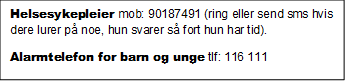 Helsesykepleier mob: 90187491 (ring eller send sms hvis
dere lurer på noe, hun svarer så fort hun har tid).
Alarmtelefon for barn og unge tlf: 116 111